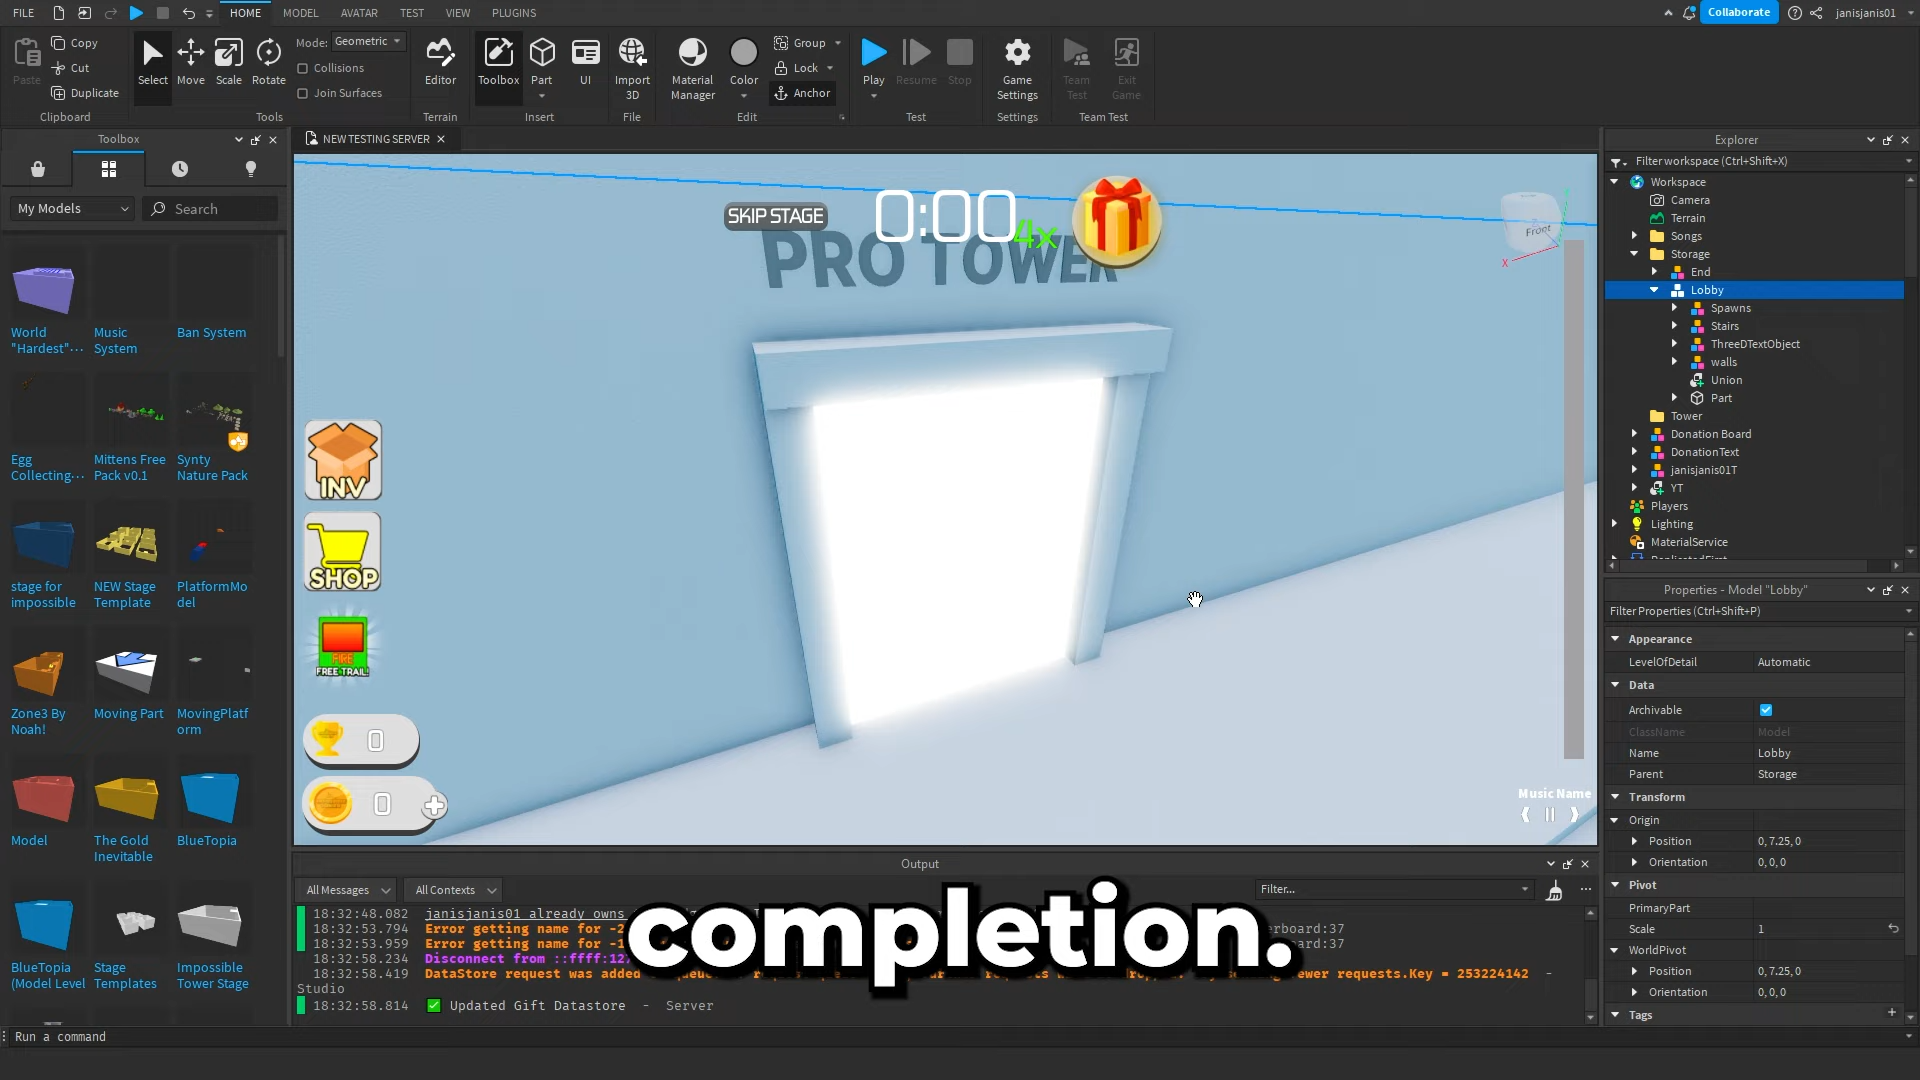 FILE HOME MODEL AVATAR TEST VIEW PLUGINS Collaborate janisjanis01
Paste Copy Cut Duplicate Clipboard
Select Move Scale Rotate Mode: Geometric Collisions Join Surfaces Tools
Editor Terrain
Toolbox Part UI Insert
Import 3D File
Material Manager Color Group Lock Anchor Edit
Play Resume Stop Test
Game Settings Settings
Team Test Exit Game Team Test
Toolbox
My Models Search
World "Hardest"... Music System Ban System
Egg Collecting... Mittens Free Pack v0.1 Synty Nature Pack
stage for impossible NEW Stage Template PlatformModel
Zone3 By Noah! Moving Part MovingPlatform
Model The Gold Inevitable BlueTopia
BlueTopia (Model Level Stage Templates Impossible Tower Stage
NEW TESTING SERVER
SKIP STAGE 0:00 4x
PRO TOWER
Front
X
INV
SHOP
FIRE
FREE TRAIL!
0
0
Music Name
Output
All Messages All Contexts Filter...
18:32:48.082 janisjanis01 already owns
18:32:53.794 Error getting name for -2 erboard:37
18:32:53.959 Error getting name for -1 erboard:37
18:32:58.234 Disconnect from ::ffff:127
18:32:58.419 DataStore request was added requests.Key = 253224142 -
Studio
18:32:58.814 Updated Gift Datastore - Server
completion.
Run a command
Explorer
Filter workspace (Ctrl+Shift+X)
Workspace
Camera
Terrain
Songs
Storage
End
Lobby
Spawns
Stairs
ThreeDTextObject
walls
Union
Part
Tower
Donation Board
DonationText
janisjanis01T
YT
Players
Lighting
MaterialService
ReplicatedFirst
Properties - Model "Lobby"
Filter Properties (Ctrl+Shift+P)
Appearance
LevelOfDetail Automatic
Data
Archivable
ClassName Model
Name Lobby
Parent Storage
Transform
Origin
Position 0, 7.25, 0
Orientation 0, 0, 0
Pivot
PrimaryPart
Scale 1
WorldPivot
Position 0, 7.25, 0
Orientation 0, 0, 0
Tags